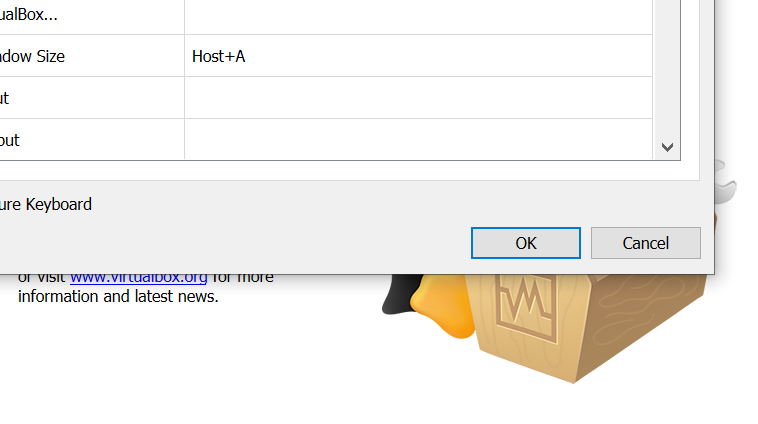 ualBox...
dow Size Host+A
ut
out
ure Keyboard
OK Cancel
or visit www.virtualbox.org for more
information and latest news.